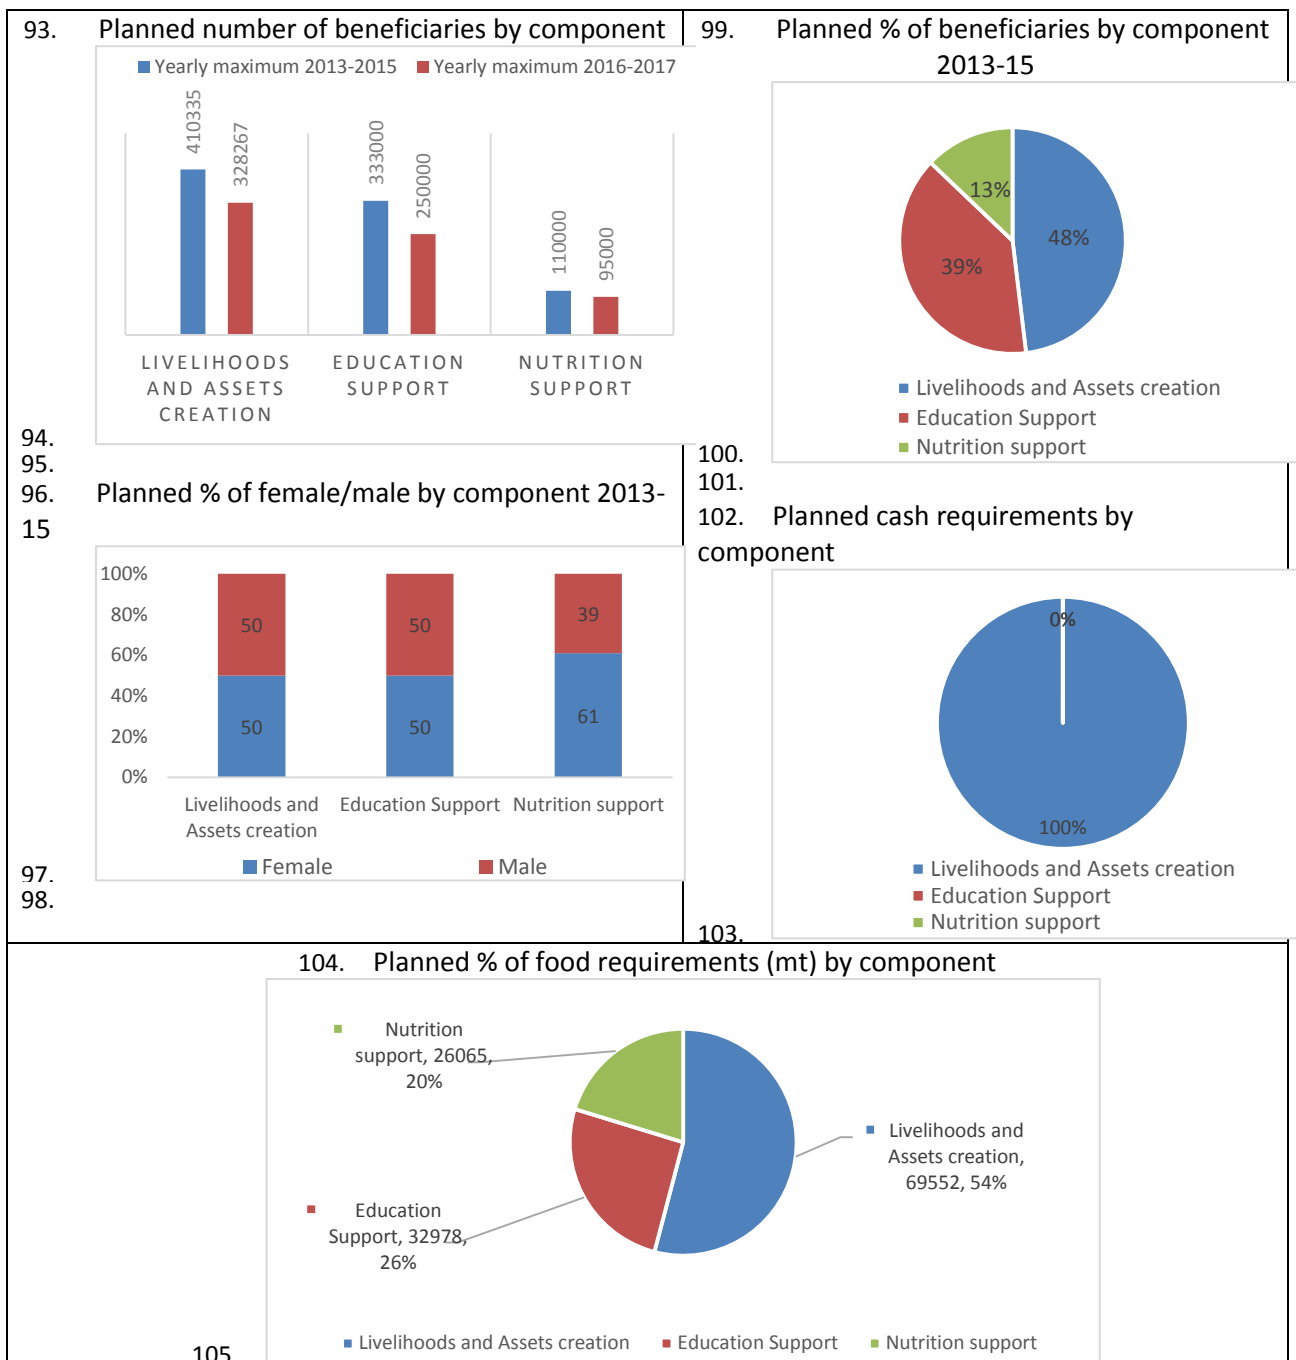 93. Planned number of beneficiaries by component
Yearly maximum 2013-2015 Yearly maximum 2016-2017
410335
328267
333000
250000
110000
95000
LIVELIHOODS AND ASSETS CREATION
EDUCATION SUPPORT
NUTRITION SUPPORT
94.
95.
96. Planned % of female/male by component 2013-
15
100%
80%
60%
40%
20%
0%
50
50
50
50
39
61
Livelihoods and
Assets creation
Education Support
Nutrition support
Female Male
97.
98.
99. Planned % of beneficiaries by component
2013-15
13%
48%
39%
Livelihoods and Assets creation
Education Support
Nutrition support
100.
101.
102. Planned cash requirements by
component
0%
100%
Livelihoods and Assets creation
Education Support
Nutrition support
103.
104. Planned % of food requirements (mt) by component
Nutrition
support, 26065,
20%
Livelihoods and
Assets creation,
69552, 54%
Education
Support, 32978,
26%
Livelihoods and Assets creation Education Support Nutrition support
105